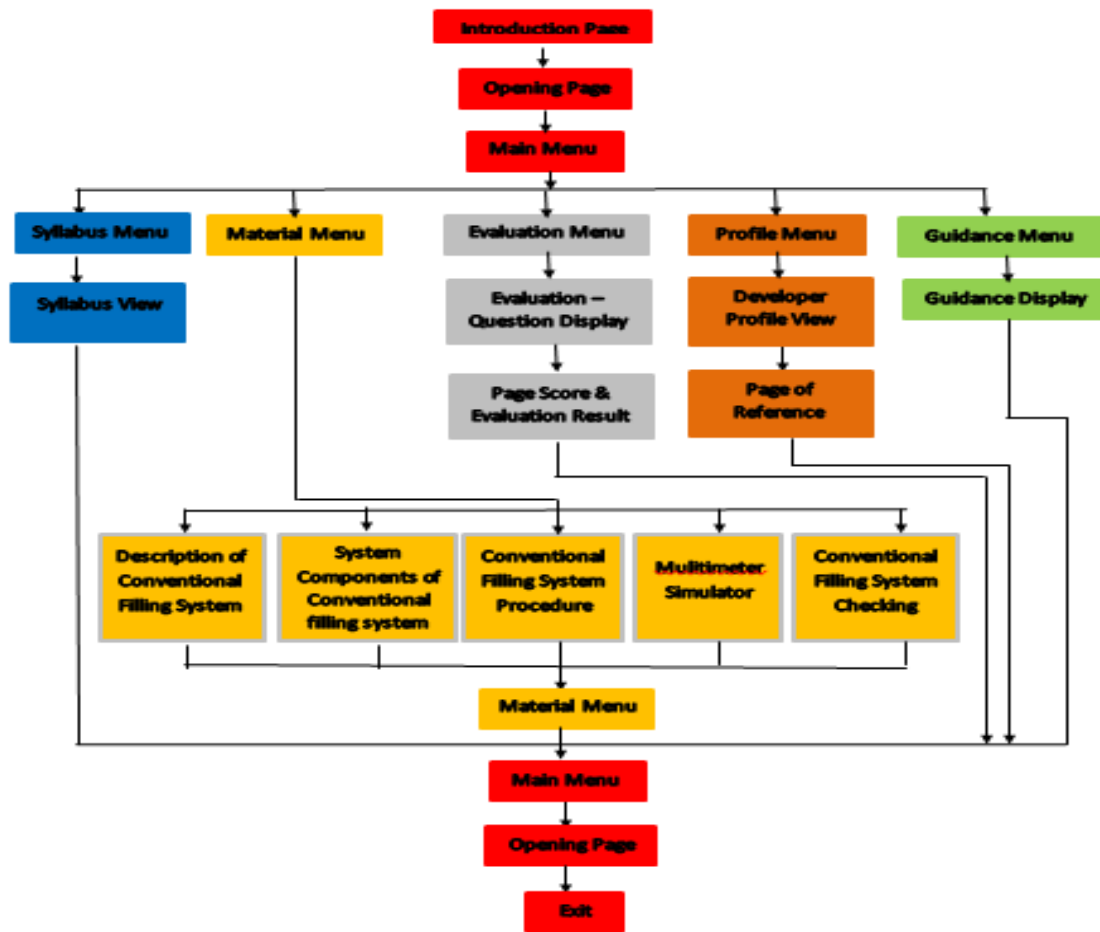 Introduction Page
Opening Page
Main Menu
Syllabus Menu
Material Menu
Evaluation Menu
Profile Menu
Guidance Menu
Syllabus View
Evaluation –
Question Display
Developer
Profile View
Guidance Display
Page Score &
Evaluation Result
Page of
Reference
Description of
Conventional
Filling System
System
Components of
Conventional
filling system
Conventional
Filling System
Procedure
Mulitimeter
Simulator
Conventional
Filling System
Checking
Material Menu
Main Menu
Opening Page
Exit